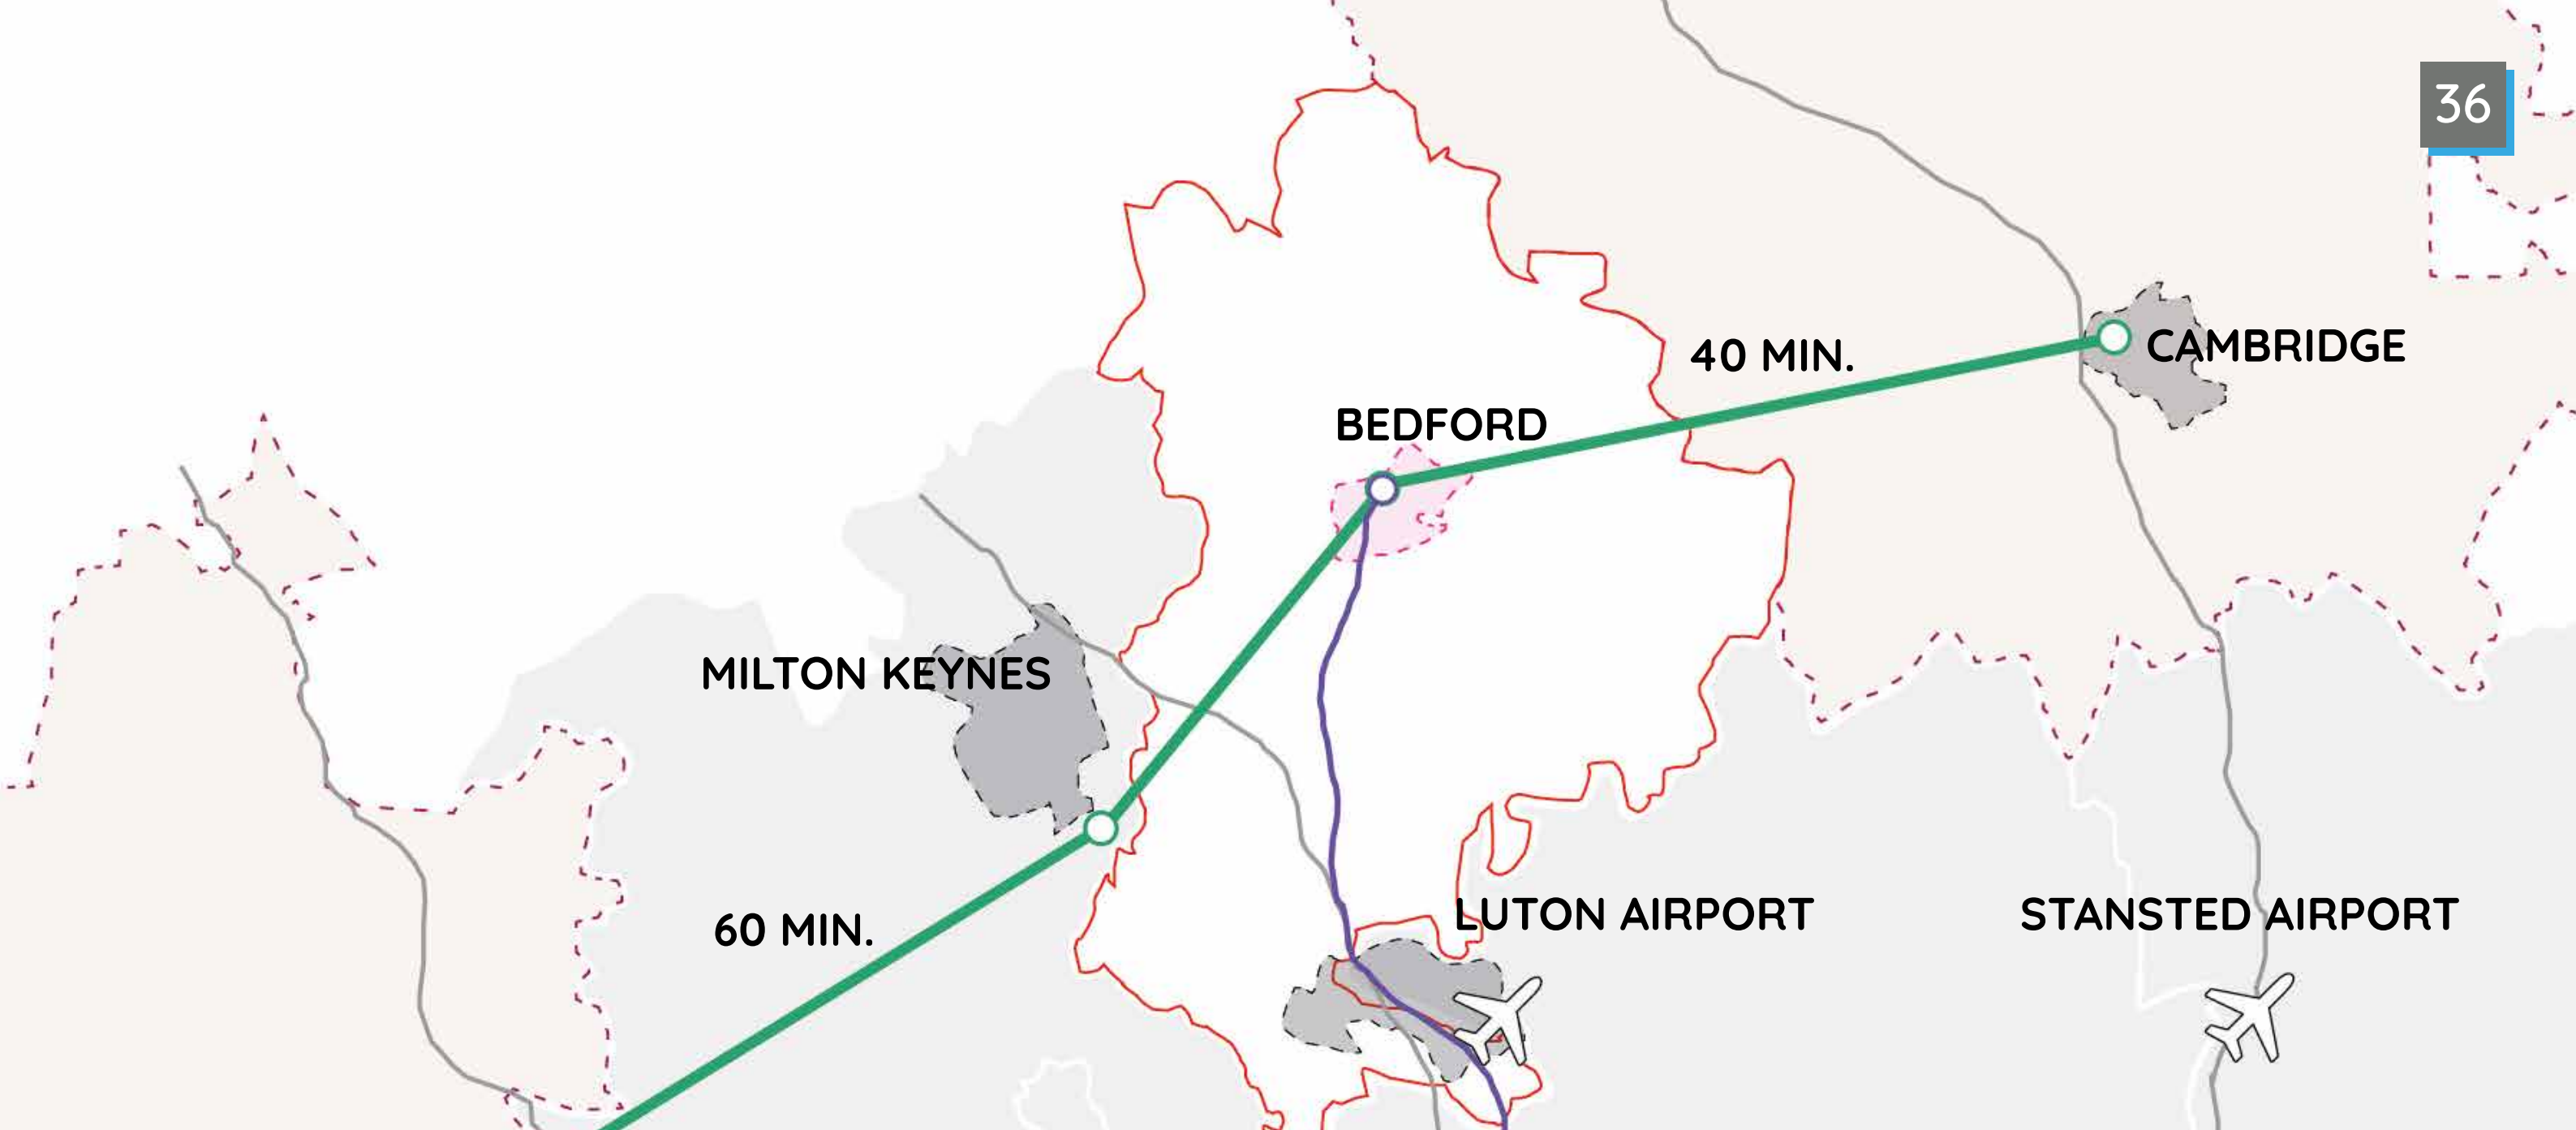 36
CAMBRIDGE
40 MIN.
BEDFORD
MILTON KEYNES
60 MIN.
LUTON AIRPORT
STANSTED AIRPORT